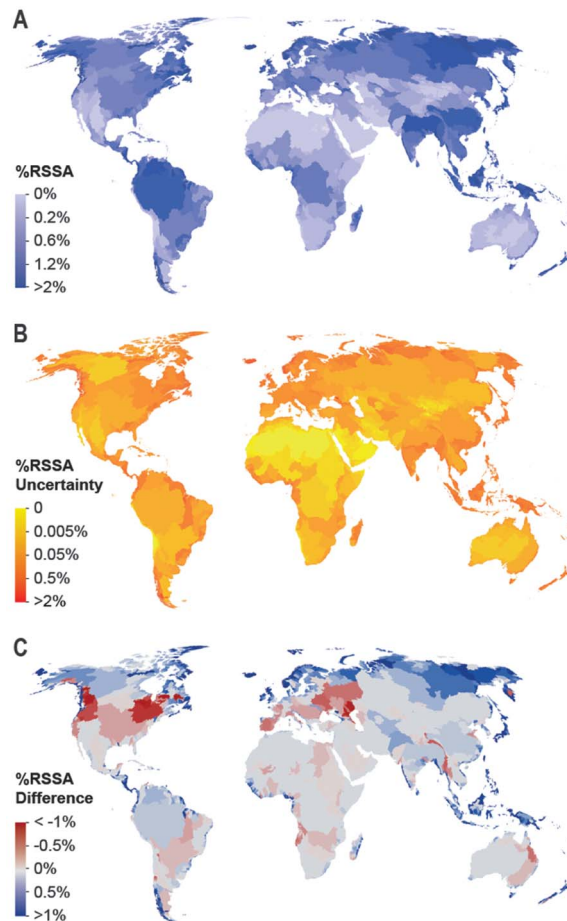 A
%RSSA
0%
0.2%
0.6%
1.2%
>2%
B
%RSSA
Uncertainty
0
0.005%
0.05%
0.5%
>2%
C
%RSSA
Difference
< -1%
-0.5%
0%
0.5%
>1%